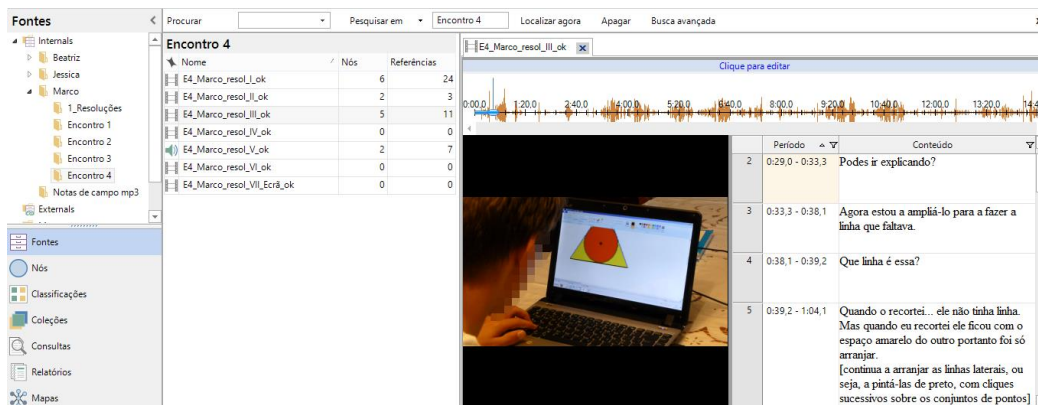 Fontes
Internals
Beatriz
Jessica
Marco
1_Resoluções
Encontro 1
Encontro 2
Encontro 3
Encontro 4
Notas de campo mp3
Externals
Fontes
Nós
Classificações
Coleções
Consultas
Relatórios
Mapas
Procurar Pesquisar em Encontro 4 Localizar agora Apagar Busca avançada
Encontro 4
Nome Nós Referências
E4_Marco_resol_I_ok 6 24
E4_Marco_resol_II_ok 2 3
E4_Marco_resol_III_ok 5 11
E4_Marco_resol_IV_ok 0 0
E4_Marco_resol_V_ok 2 7
E4_Marco_resol_VI_ok 0 0
E4_Marco_resol_VII_Ecrã_ok 0 0
E4_Marco_resol_III_ok
Clique para editar
0:00,0 1:20,0 2:40,0 4:00,0 5:20,0 6:40,0 8:00,0 9:20,0 10:40,0 12:00,0 13:20,0
Período Conteúdo
2 0:29,0 - 0:33,3 Podes ir explicando?
3 0:33,3 - 0:38,1 Agora estou a ampliá-lo para a fazer a
linha que faltava.
4 0:38,1 - 0:39,2 Que linha é essa?
5 0:39,2 - 1:04,1 Quando o recortei... ele não tinha linha.
Mas quando eu recortei ele ficou com o
espaço amarelo do outro portanto foi só
arranjar.
[continua a arranjar as linhas laterais, ou
seja, a pintá-las de preto, com cliques
sucessivos sobre os conjuntos de pontos]